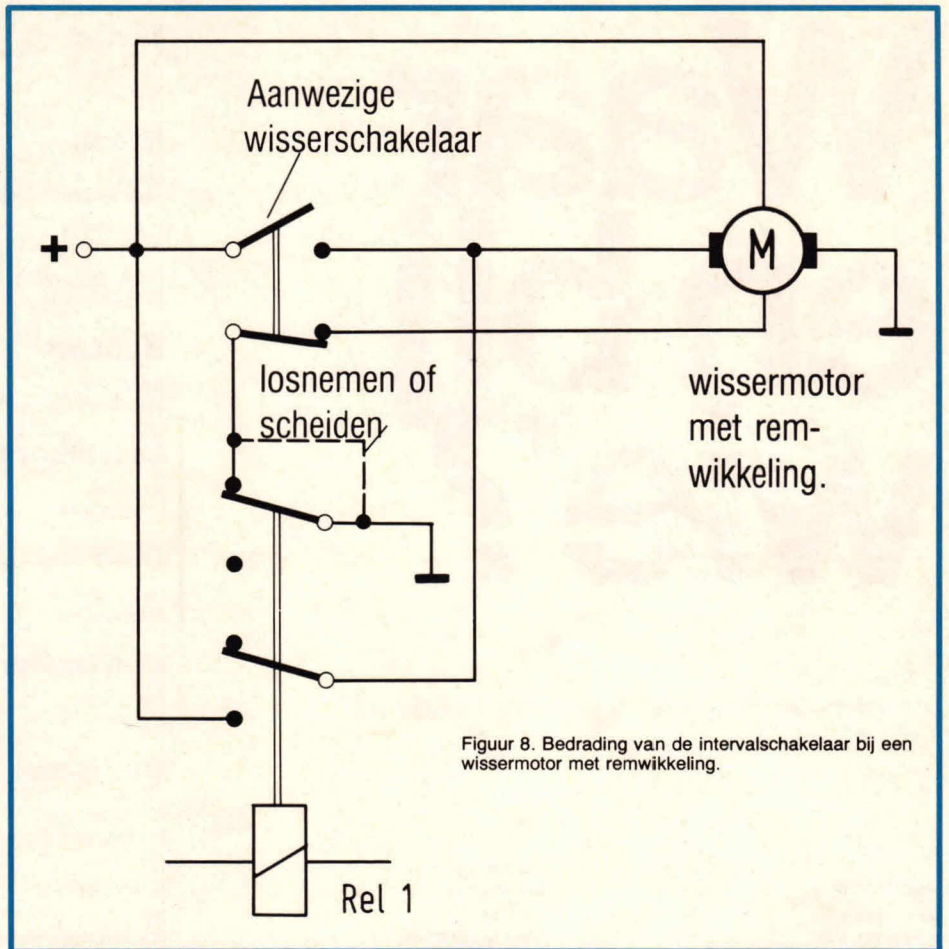 Aanwezige
wisserschakelaar
+
M
losnemen of
scheiden
wissermotor
met rem-
wikkeling.
Figuur 8. Bedrading van de intervalschakelaar bij een
wissermotor met remwikkeling.
Rel 1